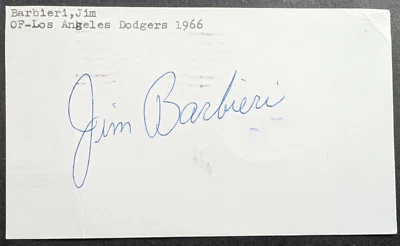 Barbieri,Jim
OF-Los Angeles Dodgers 1966
Jim Barbieri